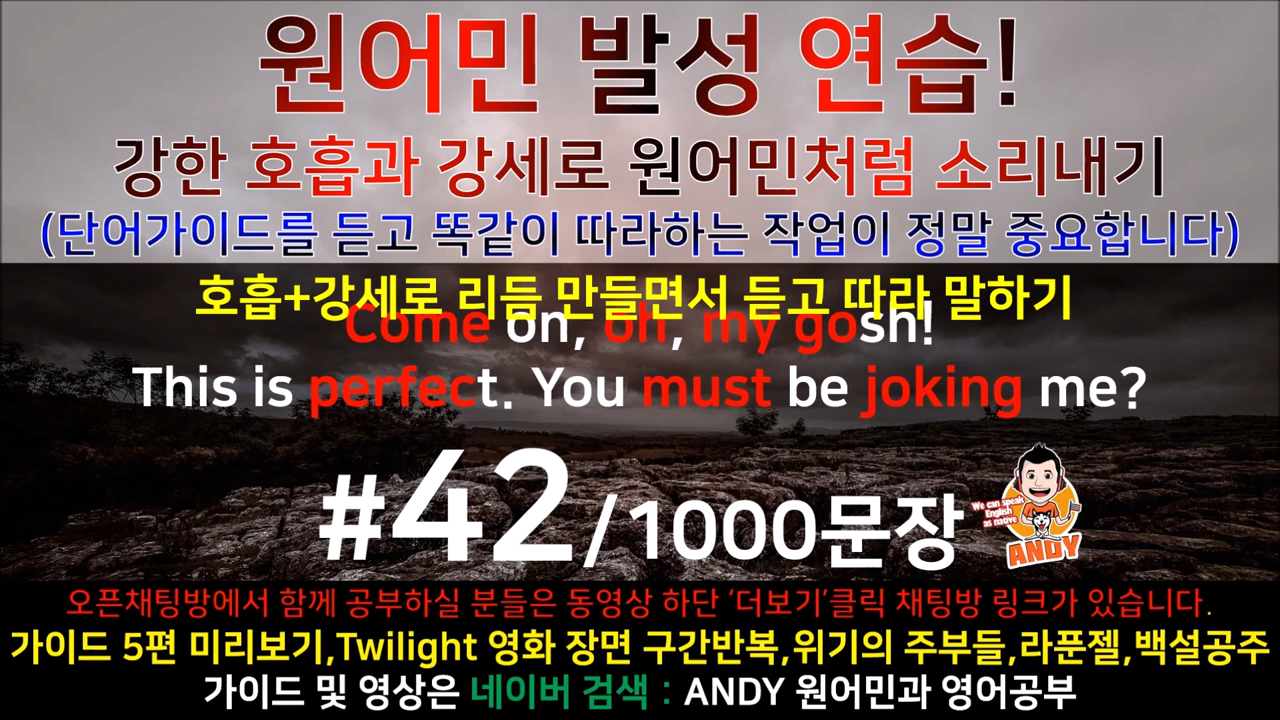 원어민 발성 연습!
강한 호흡과 강세로 원어민처럼 소리내기
(단어가이드를 듣고 똑같이 따라하는 작업이 정말 중요합니다)
호흡+강세로 리듬 만들면서 듣고 따라 말하기
Come on, oh, my gosh!
This is perfect. You must be joking me?
#42/1000문장
We can speak
English
as native
ANDY
오픈채팅방에서 함께 공부하실 분들은 동영상 하단 ‘더보기’클릭 채팅방 링크가 있습니다.
가이드 5편 미리보기,Twilight 영화 장면 구간반복,위기의 주부들,라푼젤,백설공주
가이드 및 영상은 네이버 검색 : ANDY 원어민과 영어공부